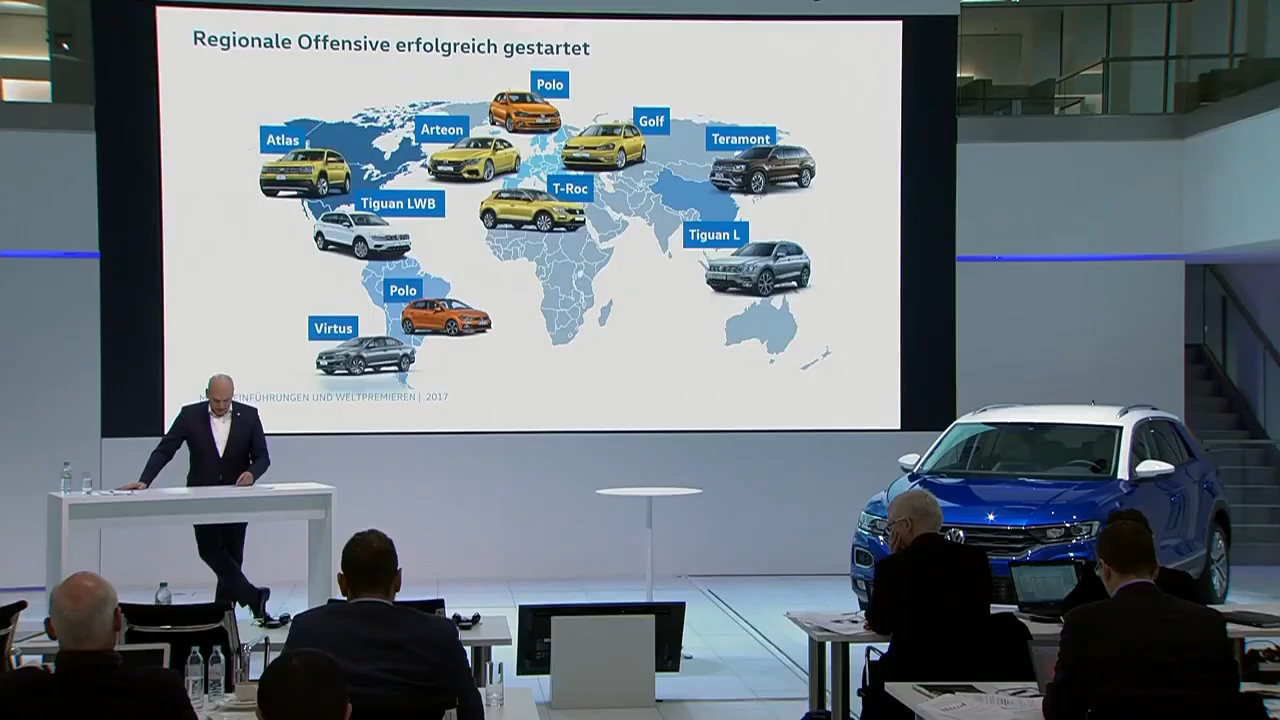 Regionale Offensive erfolgreich gestartet
Polo
Golf
Arteon
Atlas
Teramont
T-Roc
Tiguan LWB
Tiguan L
Polo
Virtus
EINFÜHRUNGEN UND WELTPREMIEREN | 2017